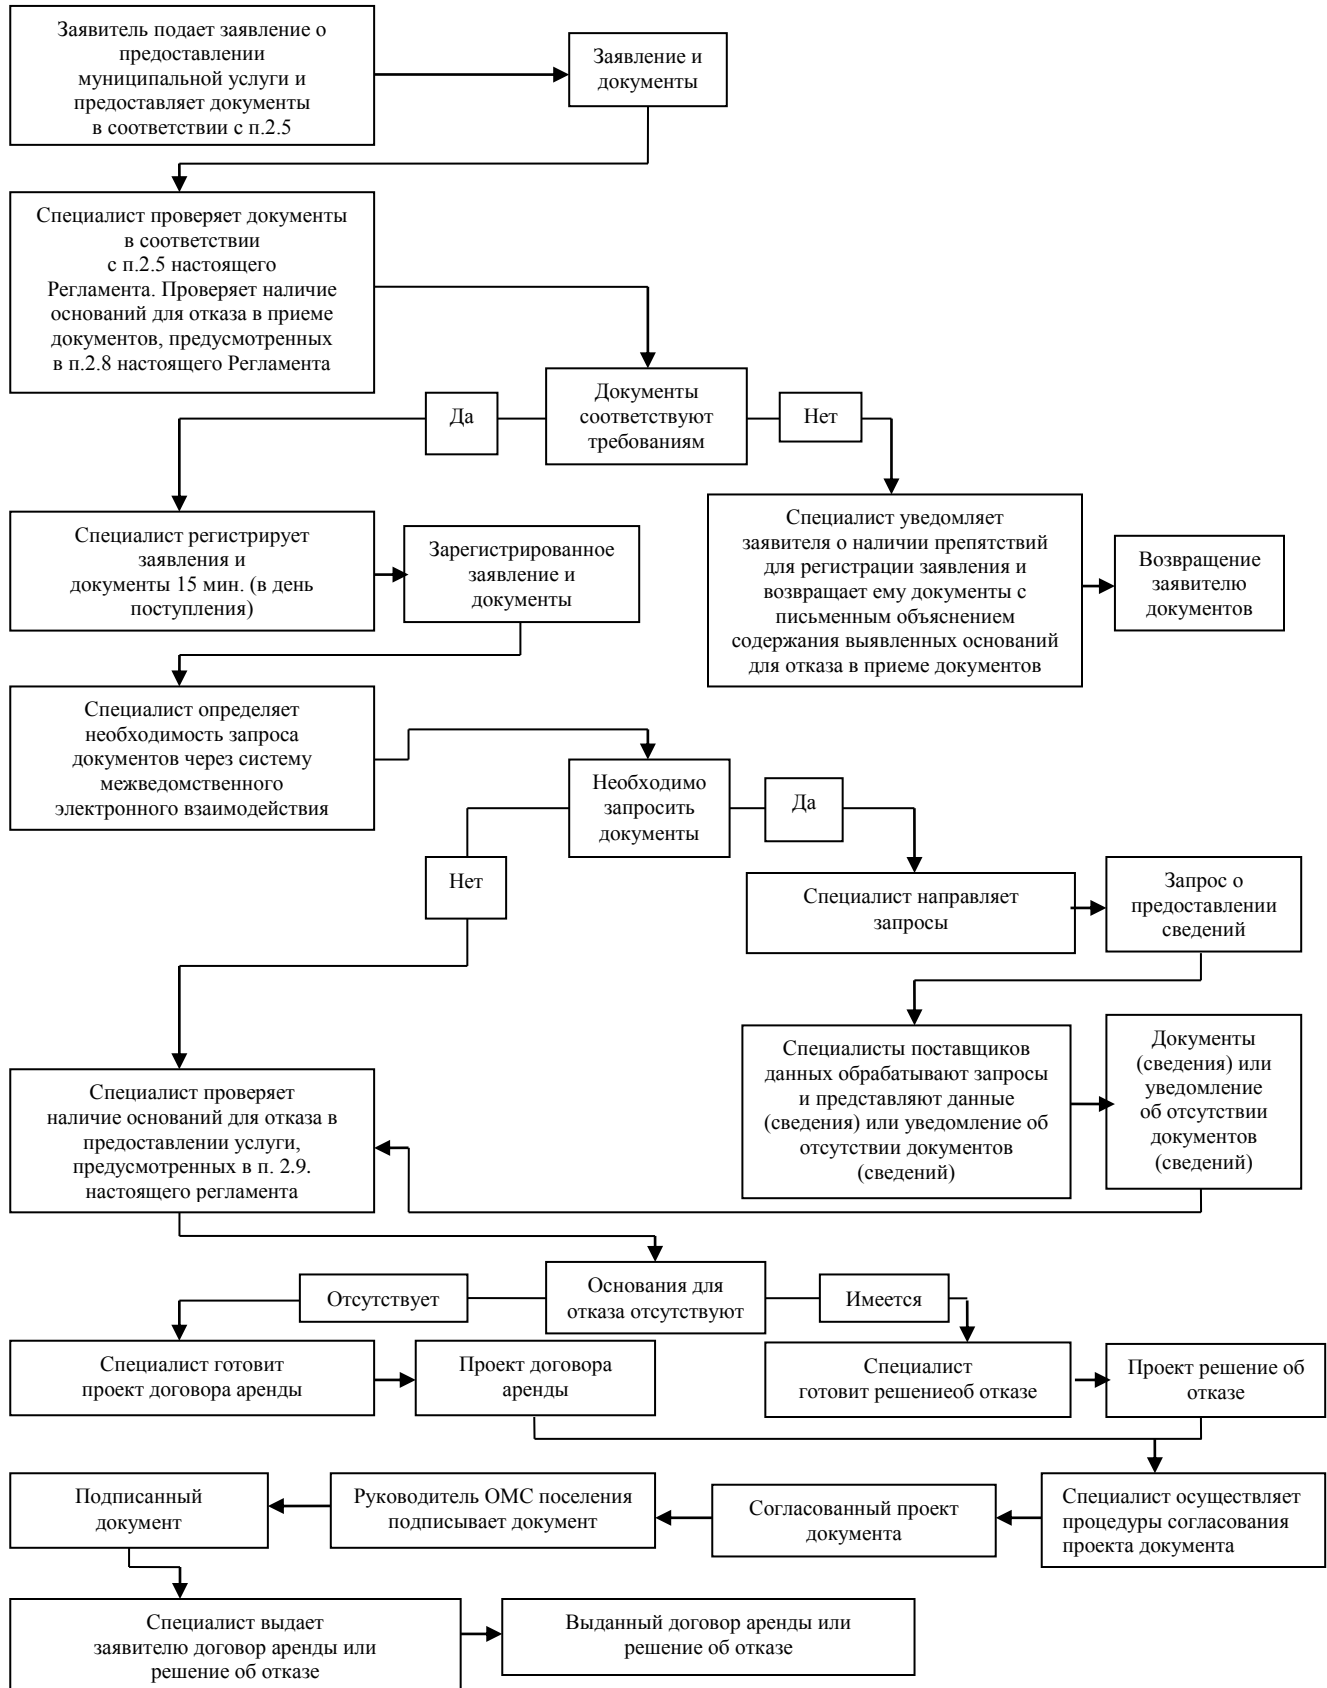 Заявитель подает заявление о
предоставлении
муниципальной услуги и
предоставляет документы
в соответствии с п.2.5
Заявление и
документы
Специалист проверяет документы
в соответствии
с п.2.5 настоящего
Регламента. Проверяет наличие
оснований для отказа в приеме
документов, предусмотренных
в п.2.8 настоящего Регламента
Документы
соответствуют
требованиям
Да
Нет
Специалист регистрирует
заявления и
документы 15 мин. (в день
поступления)
Зарегистрированное
заявление и
документы
Специалист уведомляет
заявителя о наличии препятствий
для регистрации заявления и
возвращает ему документы с
письменным объяснением
содержания выявленных оснований
для отказа в приеме документов
Возвращение
заявителю
документов
Специалист определяет
необходимость запроса
документов через систему
межведомственного
электронного взаимодействия
Необходимо
запросить
документы
Да
Нет
Специалист направляет
запросы
Запрос о
предоставлении
сведений
Специалисты поставщиков
данных обрабатывают запросы
и представляют данные
(сведения) или уведомление об
отсутствии документов
(сведений)
Документы
(сведения) или
уведомление
об отсутствии
документов
(сведений)
Специалист проверяет
наличие оснований для отказа в
предоставлении услуги,
предусмотренных в п. 2.9.
настоящего регламента
Основания для
отказа отсутствуют
Отсутствует
Имеется
Специалист готовит
проект договора аренды
Проект договора
аренды
Специалист
готовит решениеоб отказе
Проект решение об
отказе
Специалист осуществляет
процедуры согласования
проекта документа
Согласованный проект
документа
Руководитель ОМС поселения
подписывает документ
Подписанный
документ
Специалист выдает
заявителю договор аренды или
решение об отказе
Выданный договор аренды или
решение об отказе